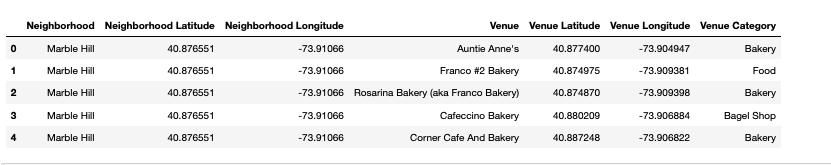 Neighborhood Neighborhood Latitude Neighborhood Longitude Venue Venue Latitude Venue Longitude Venue Category
0 Marble Hill 40.876551 -73.91066 Auntie Anne's 40.877400 -73.904947 Bakery
1 Marble Hill 40.876551 -73.91066 Franco #2 Bakery 40.874975 -73.909381 Food
2 Marble Hill 40.876551 -73.91066 Rosarina Bakery (aka Franco Bakery) 40.874870 -73.909398 Bakery
3 Marble Hill 40.876551 -73.91066 Cafeccino Bakery 40.880209 -73.906884 Bagel Shop
4 Marble Hill 40.876551 -73.91066 Corner Cafe And Bakery 40.887248 -73.906822 Bakery